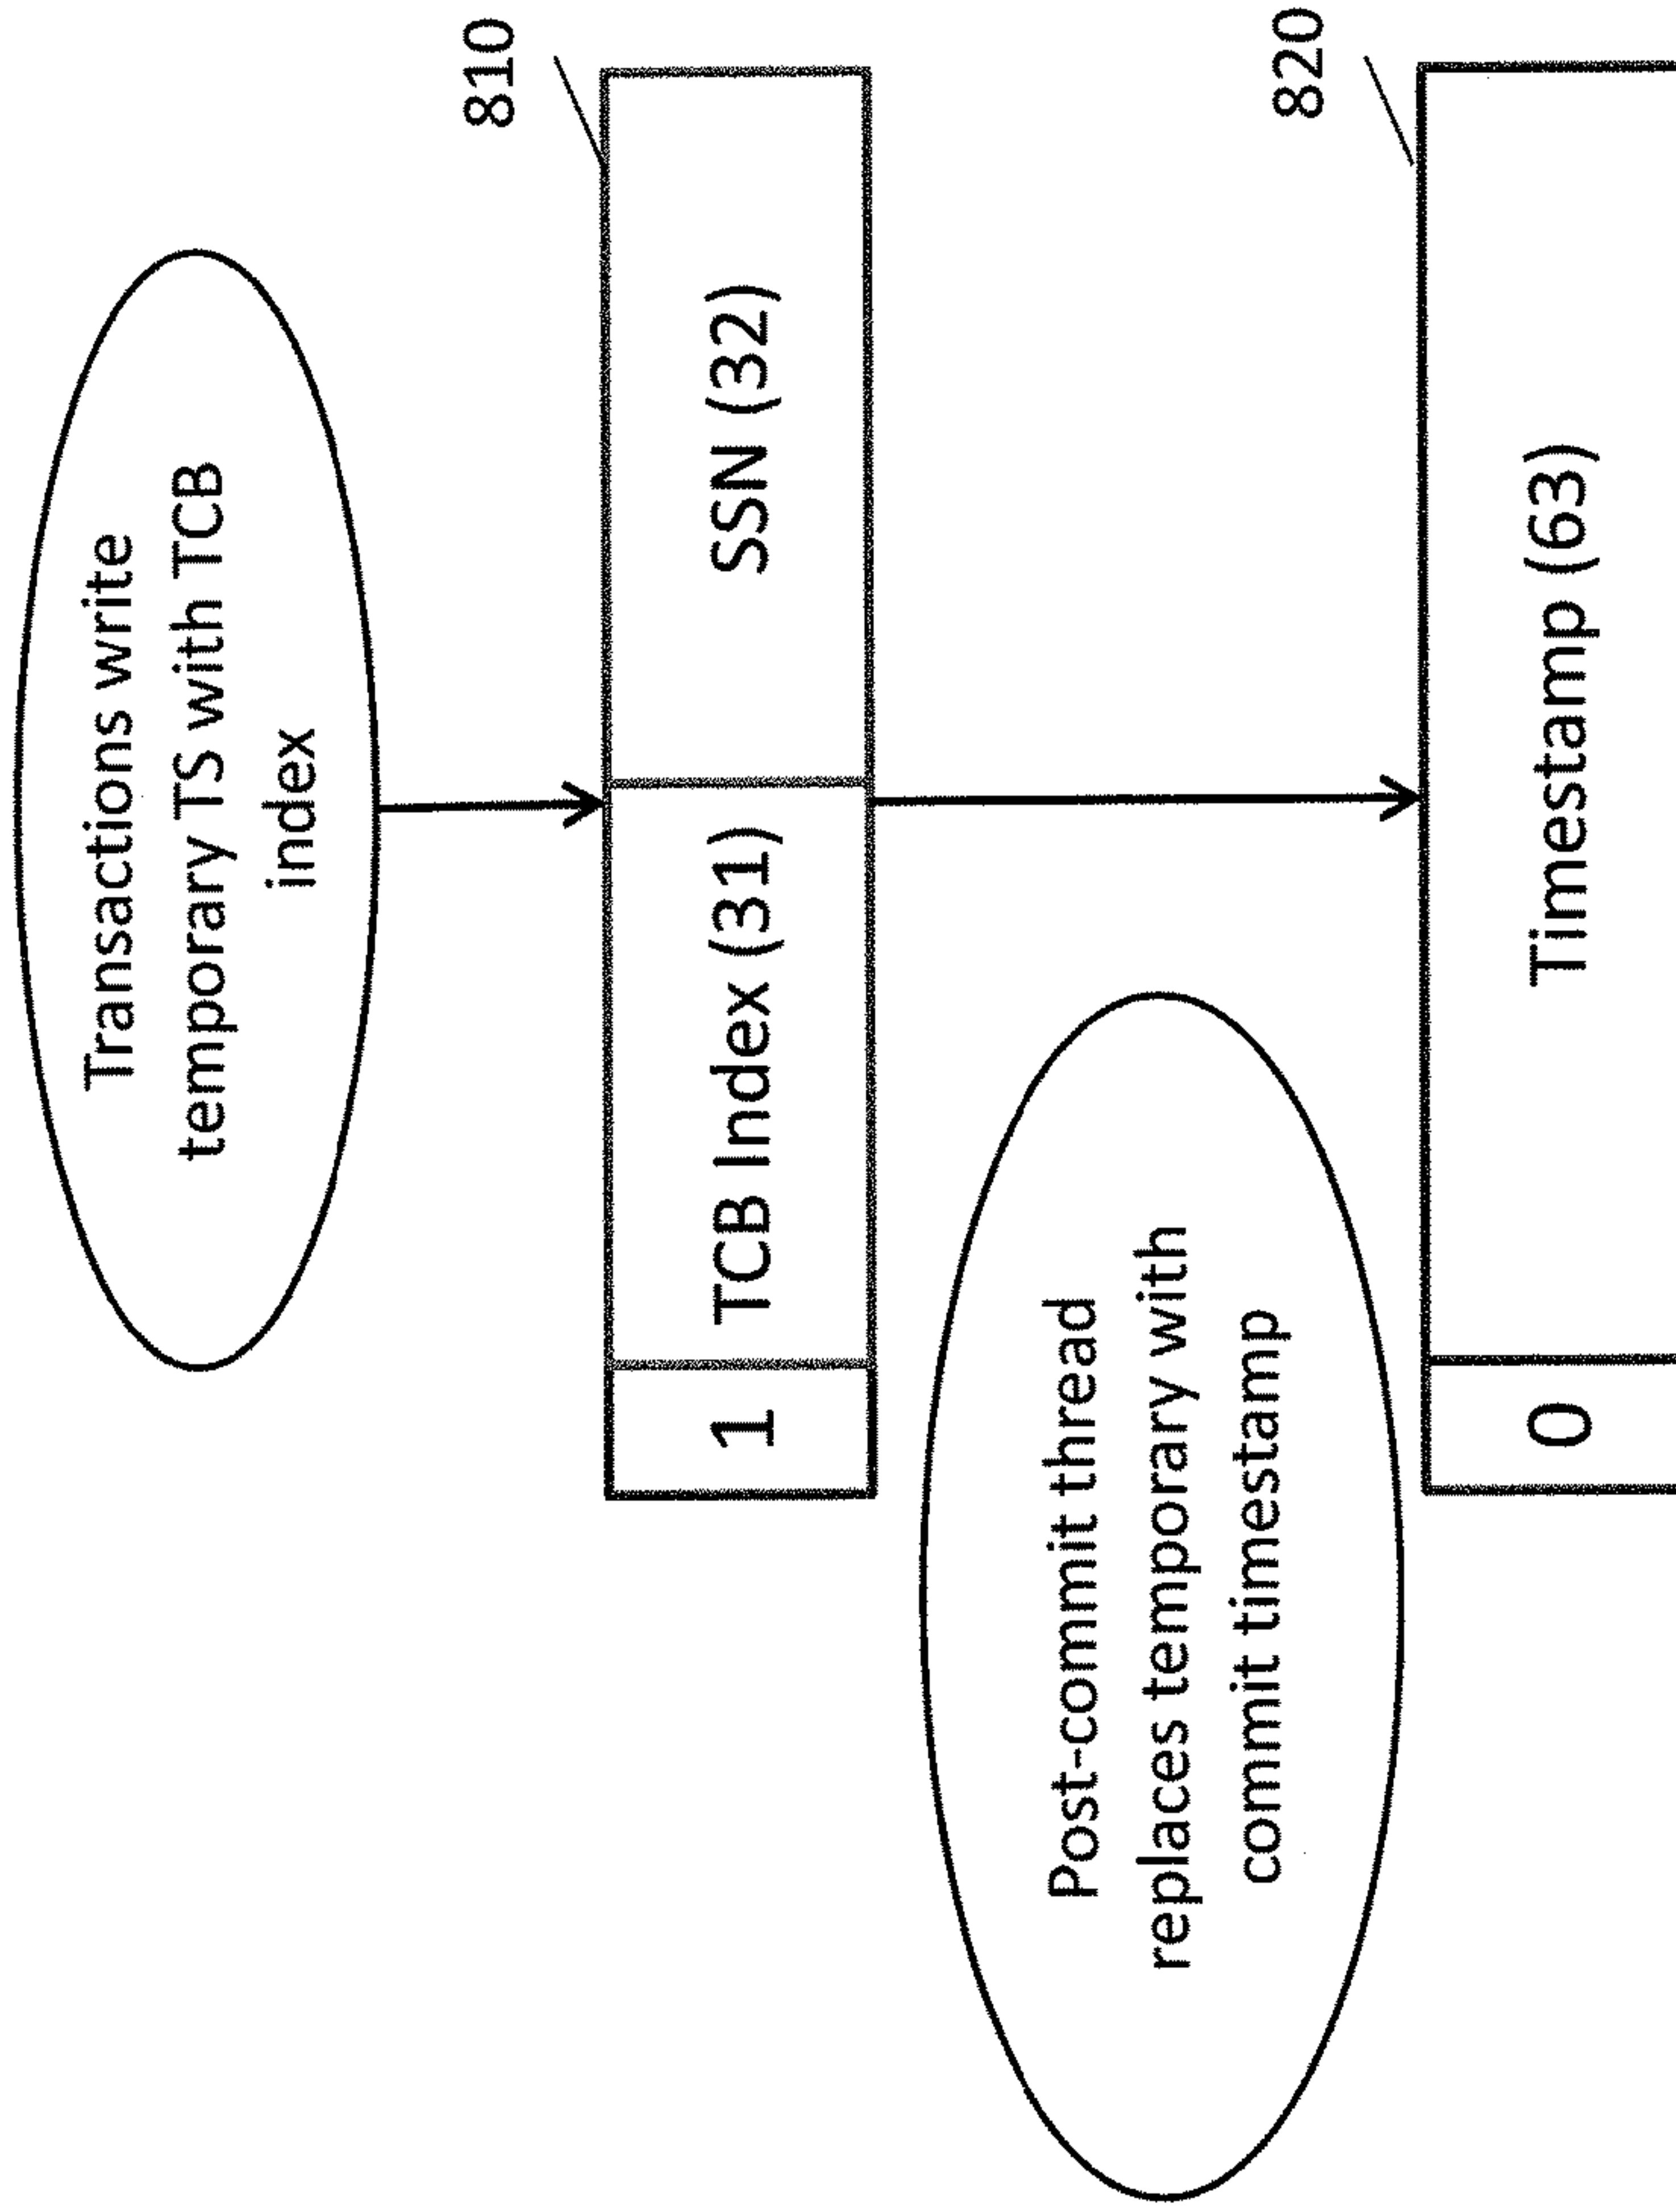 Transactions write
temporary TS with TCB
index
810
1
TCB Index (31)
SSN (32)
Post-commit thread
replaces temporary with
commit timestamp
820
0
Timestamp (63)